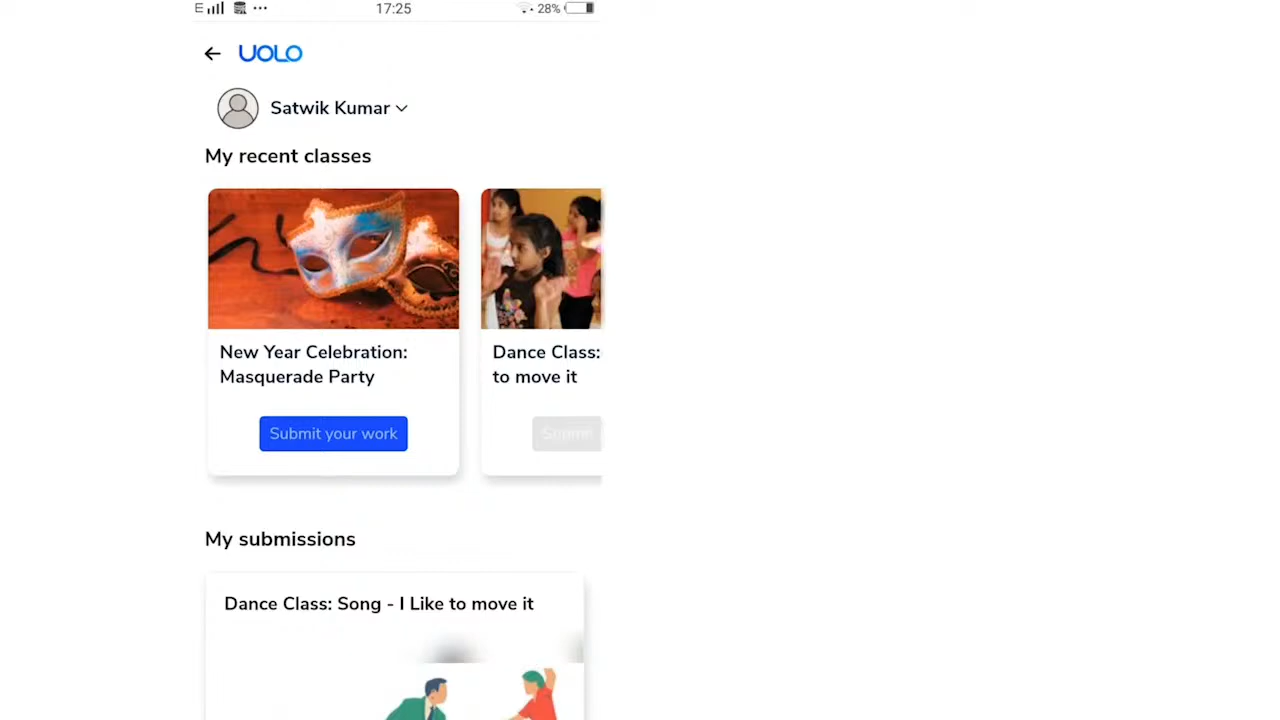 E 17:25 28%
UOLO
Satwik Kumar
My recent classes
New Year Celebration:
Masquerade Party
Submit your work
Dance Class:
to move it
Submit
My submissions
Dance Class: Song - I Like to move it